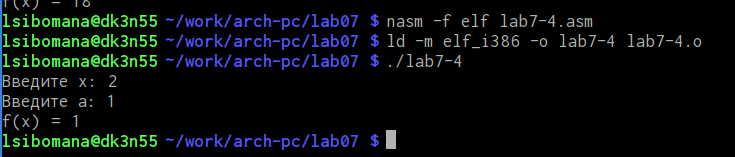 f(x) = 18
lsibomana@dk3n55 ~/work/arch-pc/lab07 $ nasm -f elf lab7-4.asm
lsibomana@dk3n55 ~/work/arch-pc/lab07 $ ld -m elf_i386 -o lab7-4 lab7-4.o
lsibomana@dk3n55 ~/work/arch-pc/lab07 $ ./lab7-4
Введите x: 2
Введите a: 1
f(x) = 1
lsibomana@dk3n55 ~/work/arch-pc/lab07 $